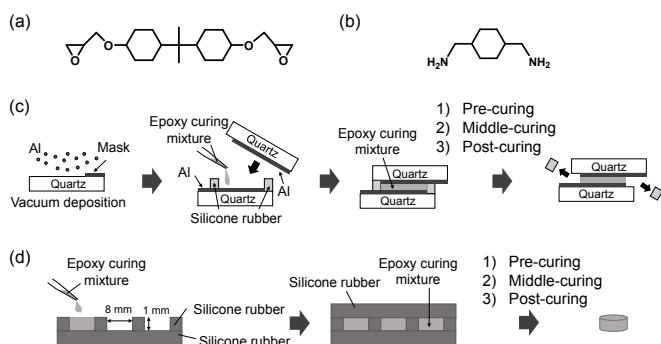 (a)
O
O
O
O
(b)
H₂N
NH₂
(c)
Al
Mask
Quartz
Vacuum deposition
Epoxy curing
mixture
Quartz
Al
Al
Quartz
Silicone rubber
Epoxy curing
mixture
Quartz
Quartz
1) Pre-curing
2) Middle-curing
3) Post-curing
Quartz
Quartz
(d)
Epoxy curing
mixture
8 mm
1 mm
Silicone rubber
Silicone rubber
Silicone rubber
Epoxy curing
mixture
1) Pre-curing
2) Middle-curing
3) Post-curing